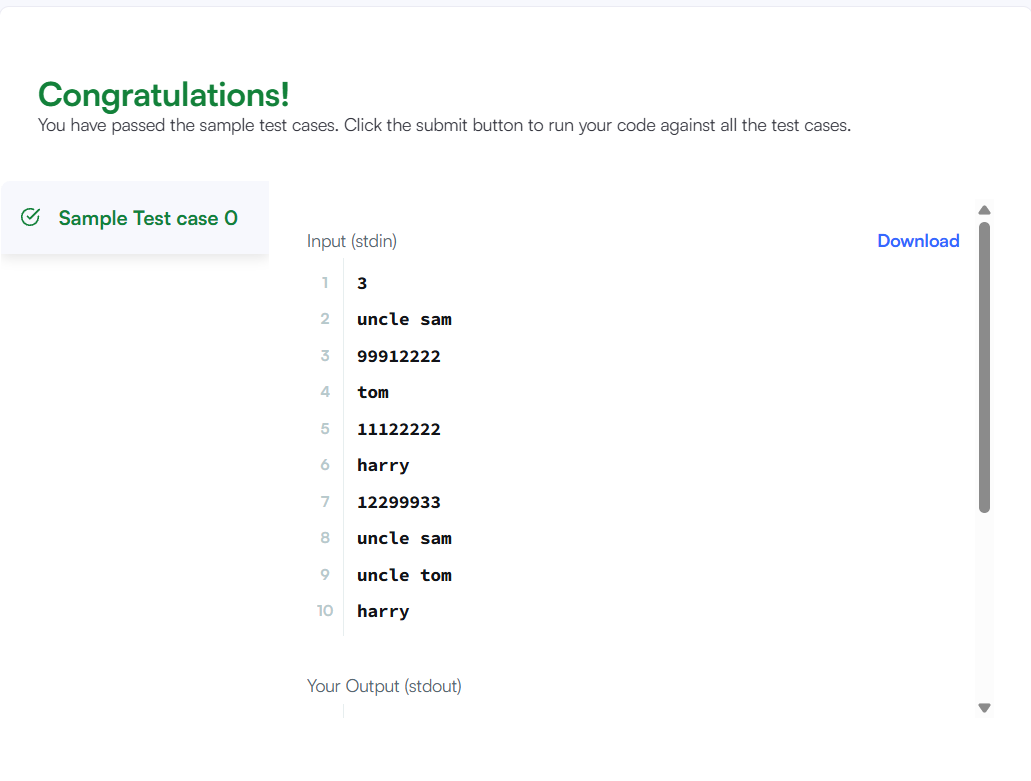 Congratulations!
You have passed the sample test cases. Click the submit button to run your code against all the test cases.
Sample Test case 0
Input (stdin)
Download
1 3
2 uncle sam
3 99912222
4 tom
5 11122222
6 harry
7 12299933
8 uncle sam
9 uncle tom
10 harry
Your Output (stdout)